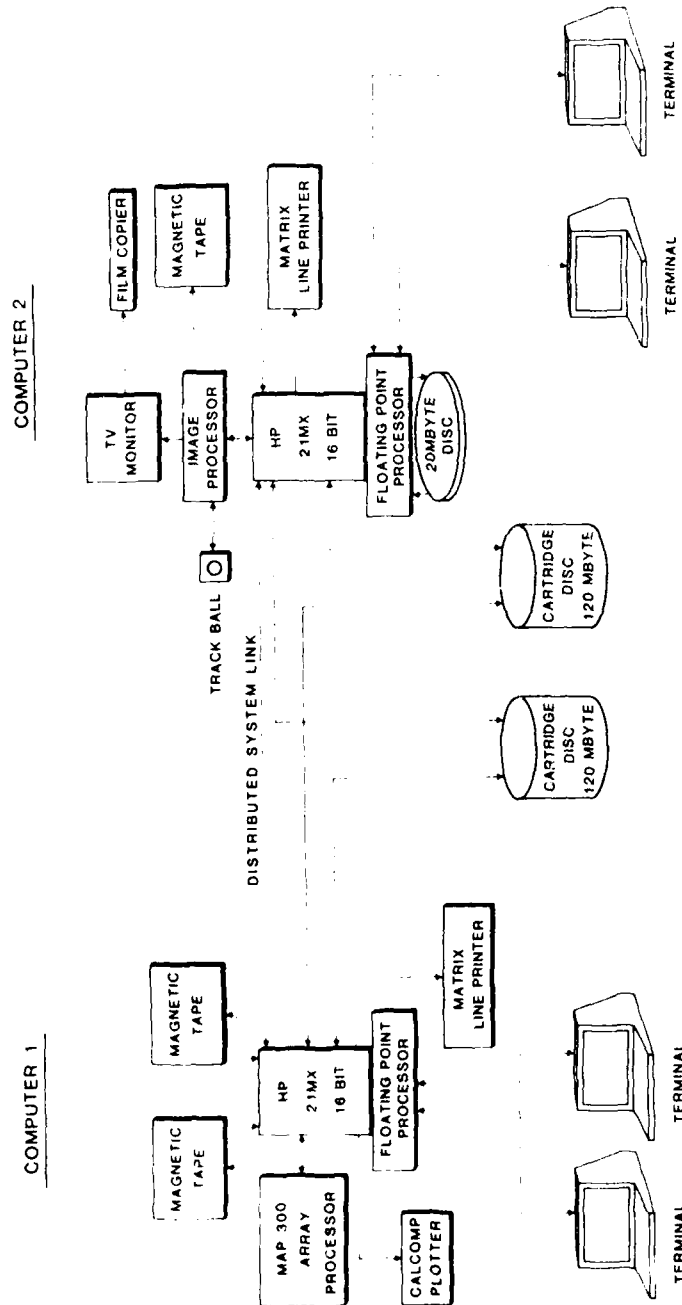 COMPUTER 1
MAGNETIC
TAPE
MAGNETIC
TAPE
MAP 300
ARRAY
PROCESSOR
HP
21MX
16 BIT
FLOATING POINT
PROCESSOR
CALCOMP
PLOTTER
MATRIX
LINE PRINTER
TERMINAL
TERMINAL
DISTRIBUTED SYSTEM LINK
CARTRIDGE
DISC
120 MBYTE
CARTRIDGE
DISC
120 MBYTE
COMPUTER 2
TV
MONITOR
FILM COPIER
TRACK BALL
IMAGE
PROCESSOR
MAGNETIC
TAPE
HP
21MX
16 BIT
MATRIX
LINE PRINTER
FLOATING POINT
PROCESSOR
20MBYTE
DISC
TERMINAL
TERMINAL